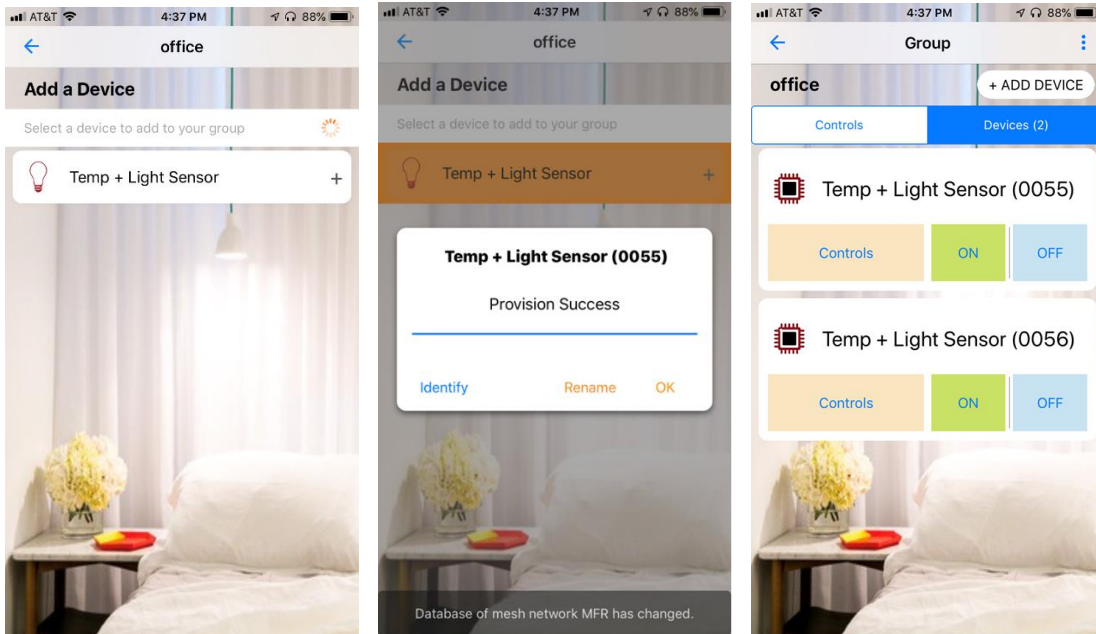 AT&T 4:37 PM 88%
office
Add a Device
Select a device to add to your group
Temp + Light Sensor +
AT&T 4:37 PM 88%
office
Add a Device
Select a device to add to your group
Temp + Light Sensor +
Temp + Light Sensor (0055)
Provision Success
Identify Rename OK
Database of mesh network MFR has changed.
AT&T 4:37 PM 88%
Group
office + ADD DEVICE
Controls Devices (2)
Temp + Light Sensor (0055)
Controls ON OFF
Temp + Light Sensor (0056)
Controls ON OFF